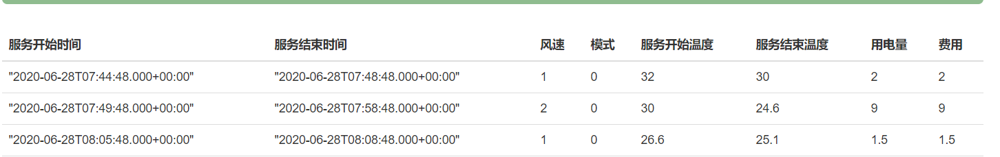 服务开始时间 服务结束时间 风速 模式 服务开始温度 服务结束温度 用电量 费用
"2020-06-28T07:44:48.000+00:00" "2020-06-28T07:48:48.000+00:00" 1 0 32 30 2 2
"2020-06-28T07:49:48.000+00:00" "2020-06-28T07:58:48.000+00:00" 2 0 30 24.6 9 9
"2020-06-28T08:05:48.000+00:00" "2020-06-28T08:08:48.000+00:00" 1 0 26.6 25.1 1.5 1.5